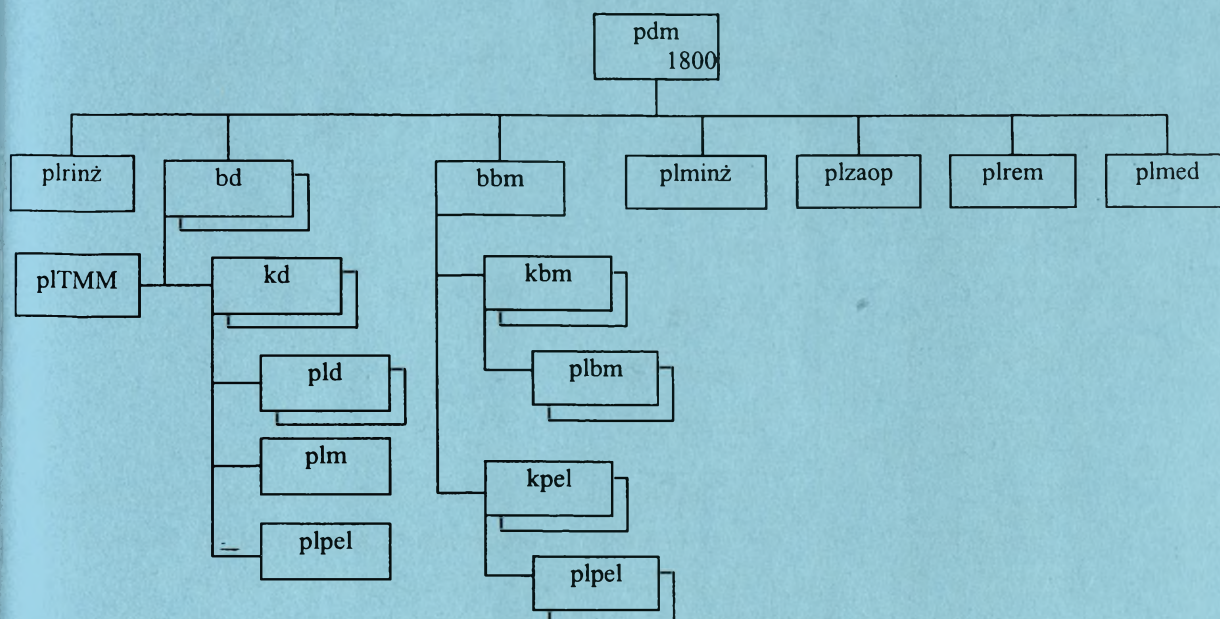 pdm
1800
plrinż
bd
bbm
plminż
plzaop
plrem
plmed
plTMM
kd
kbm
pld
plbm
plm
kpel
plpel
plpel